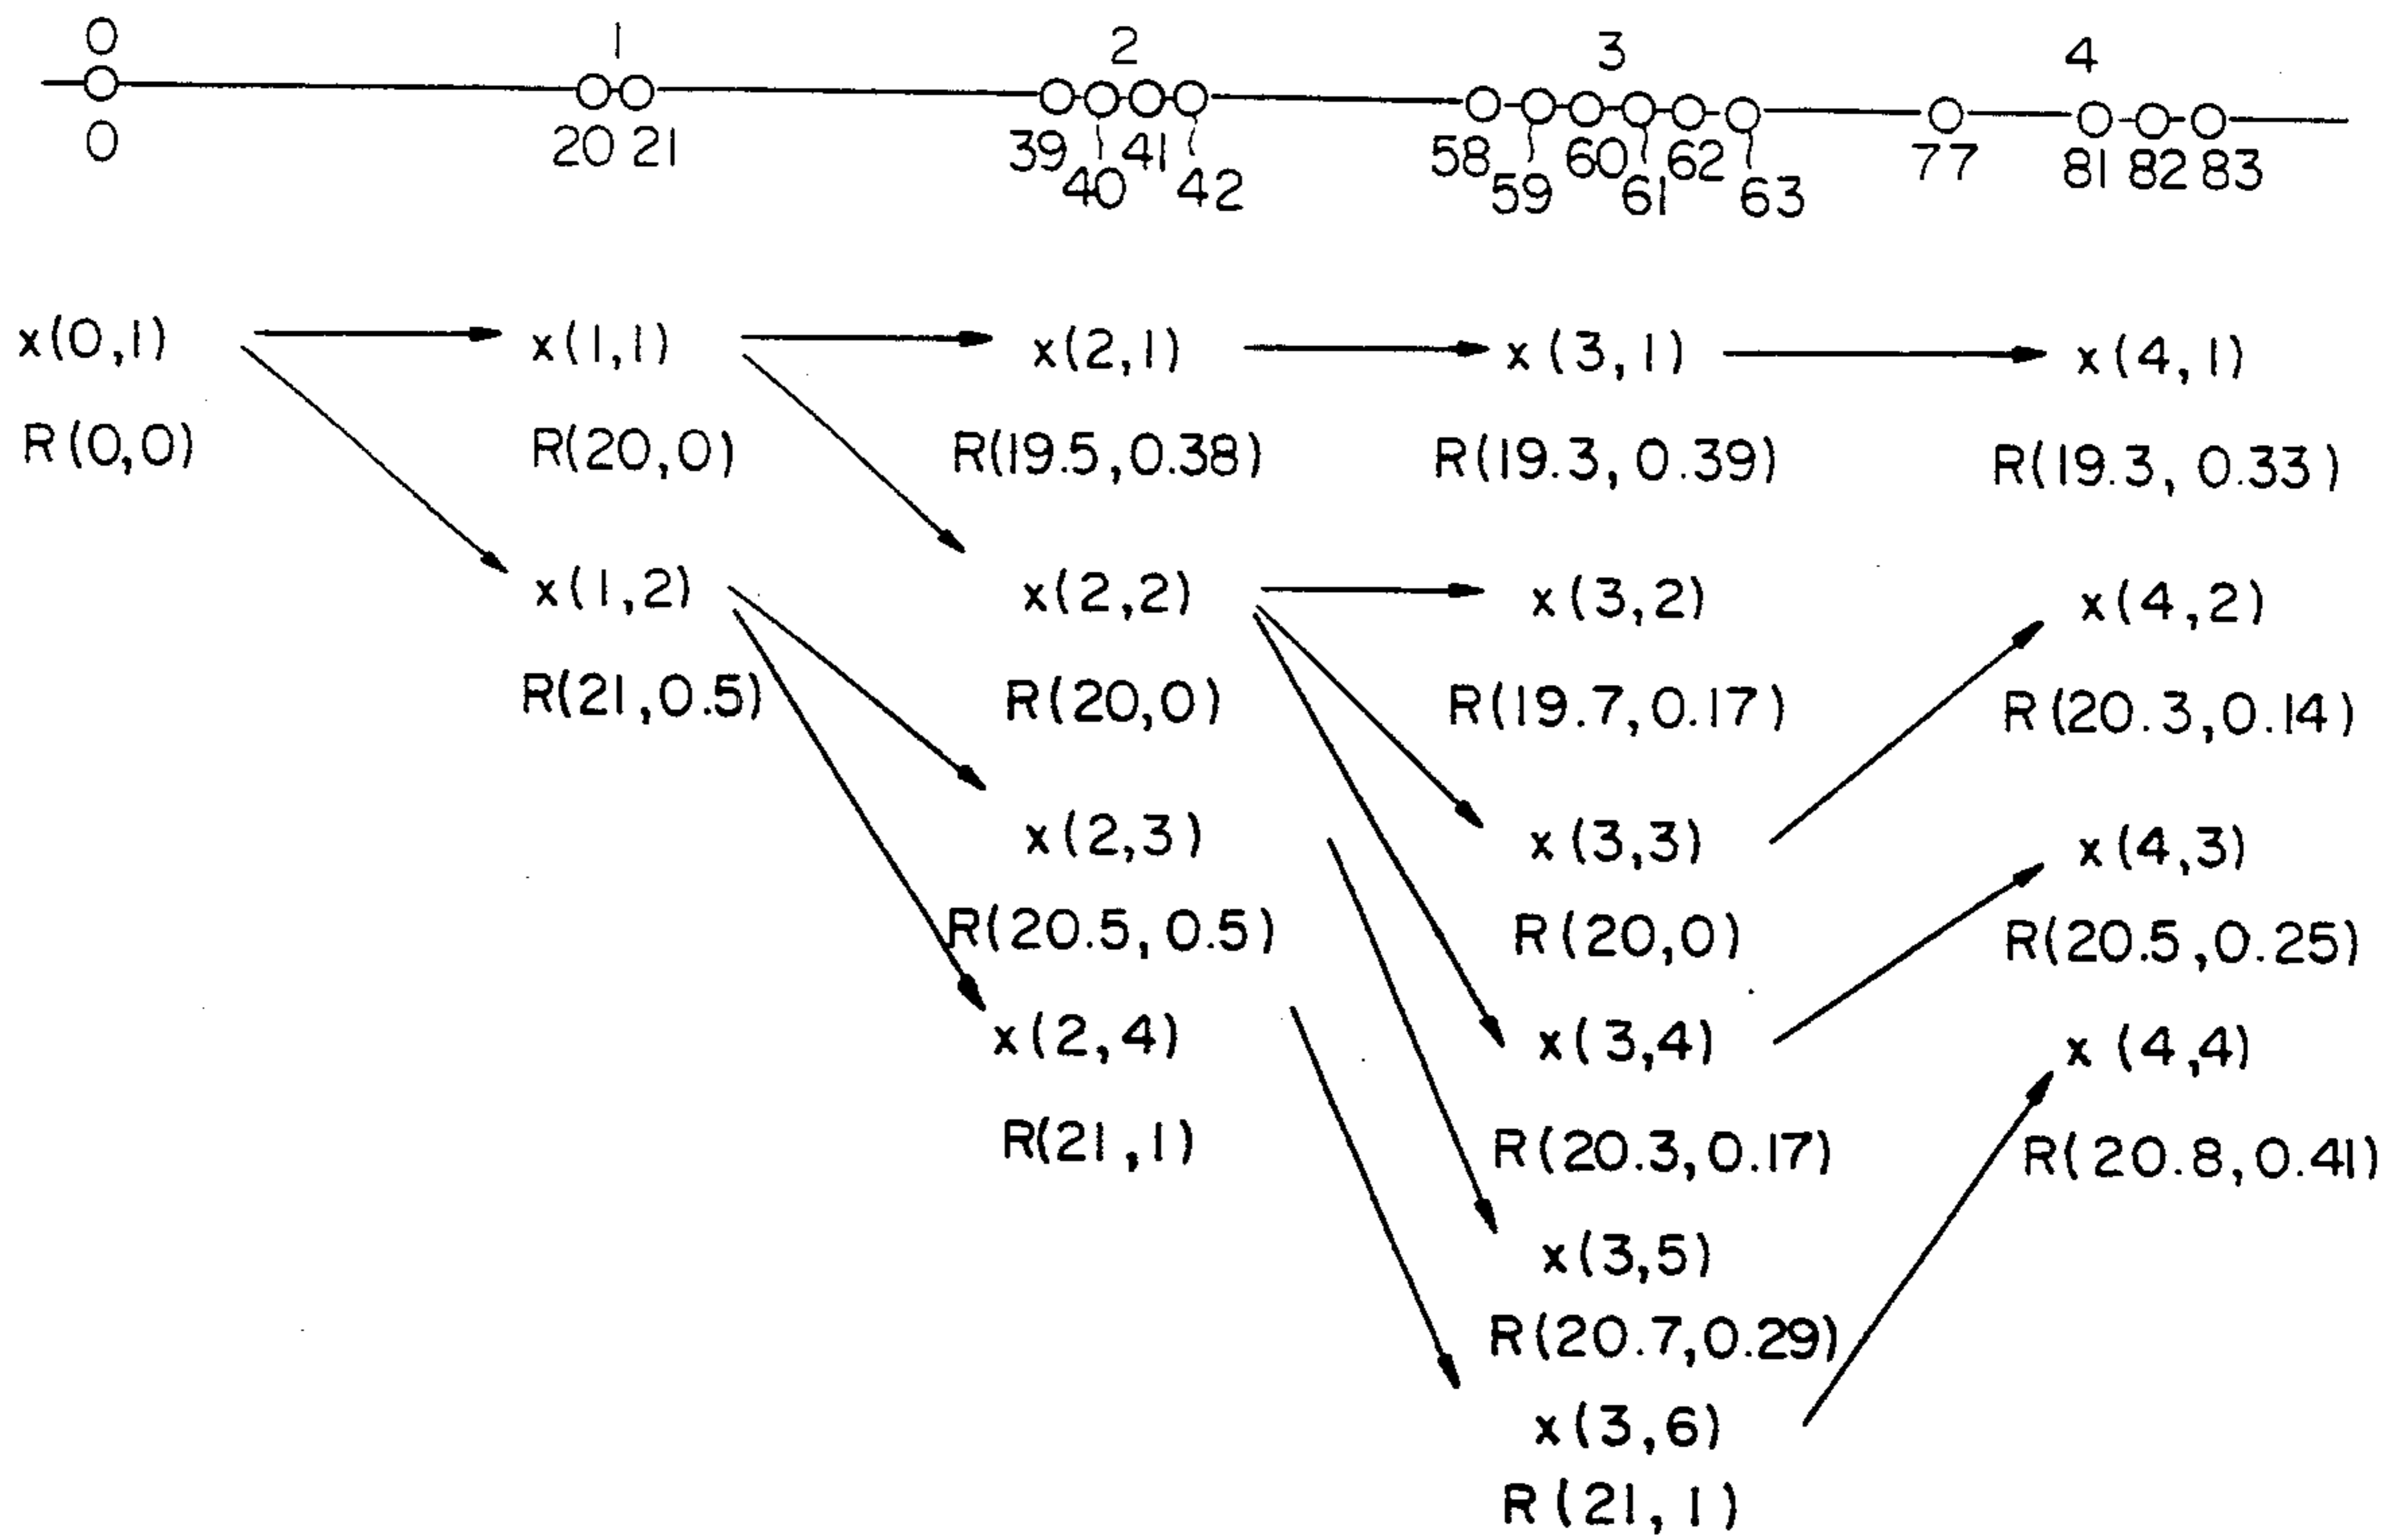 0 1 2 3 4
0 20 21 39 40 41 42 58 59 60 61 62 63 77 81 82 83
x(0,1) x(1,1) x(2,1) x(3,1) x(4,1)
R(0,0) R(20,0) R(19.5,0.38) R(19.3,0.39) R(19.3,0.33)
x(1,2) x(2,2) x(3,2) x(4,2)
R(21,0.5) R(20,0) R(19.7,0.17) R(20.3,0.14)
x(2,3) x(3,3) x(4,3)
R(20.5,0.5) R(20,0) R(20.5,0.25)
x(2,4) x(3,4) x(4,4)
R(21,1) R(20.3,0.17) R(20.8,0.41)
x(3,5)
R(20.7,0.29)
x(3,6)
R(21,1)